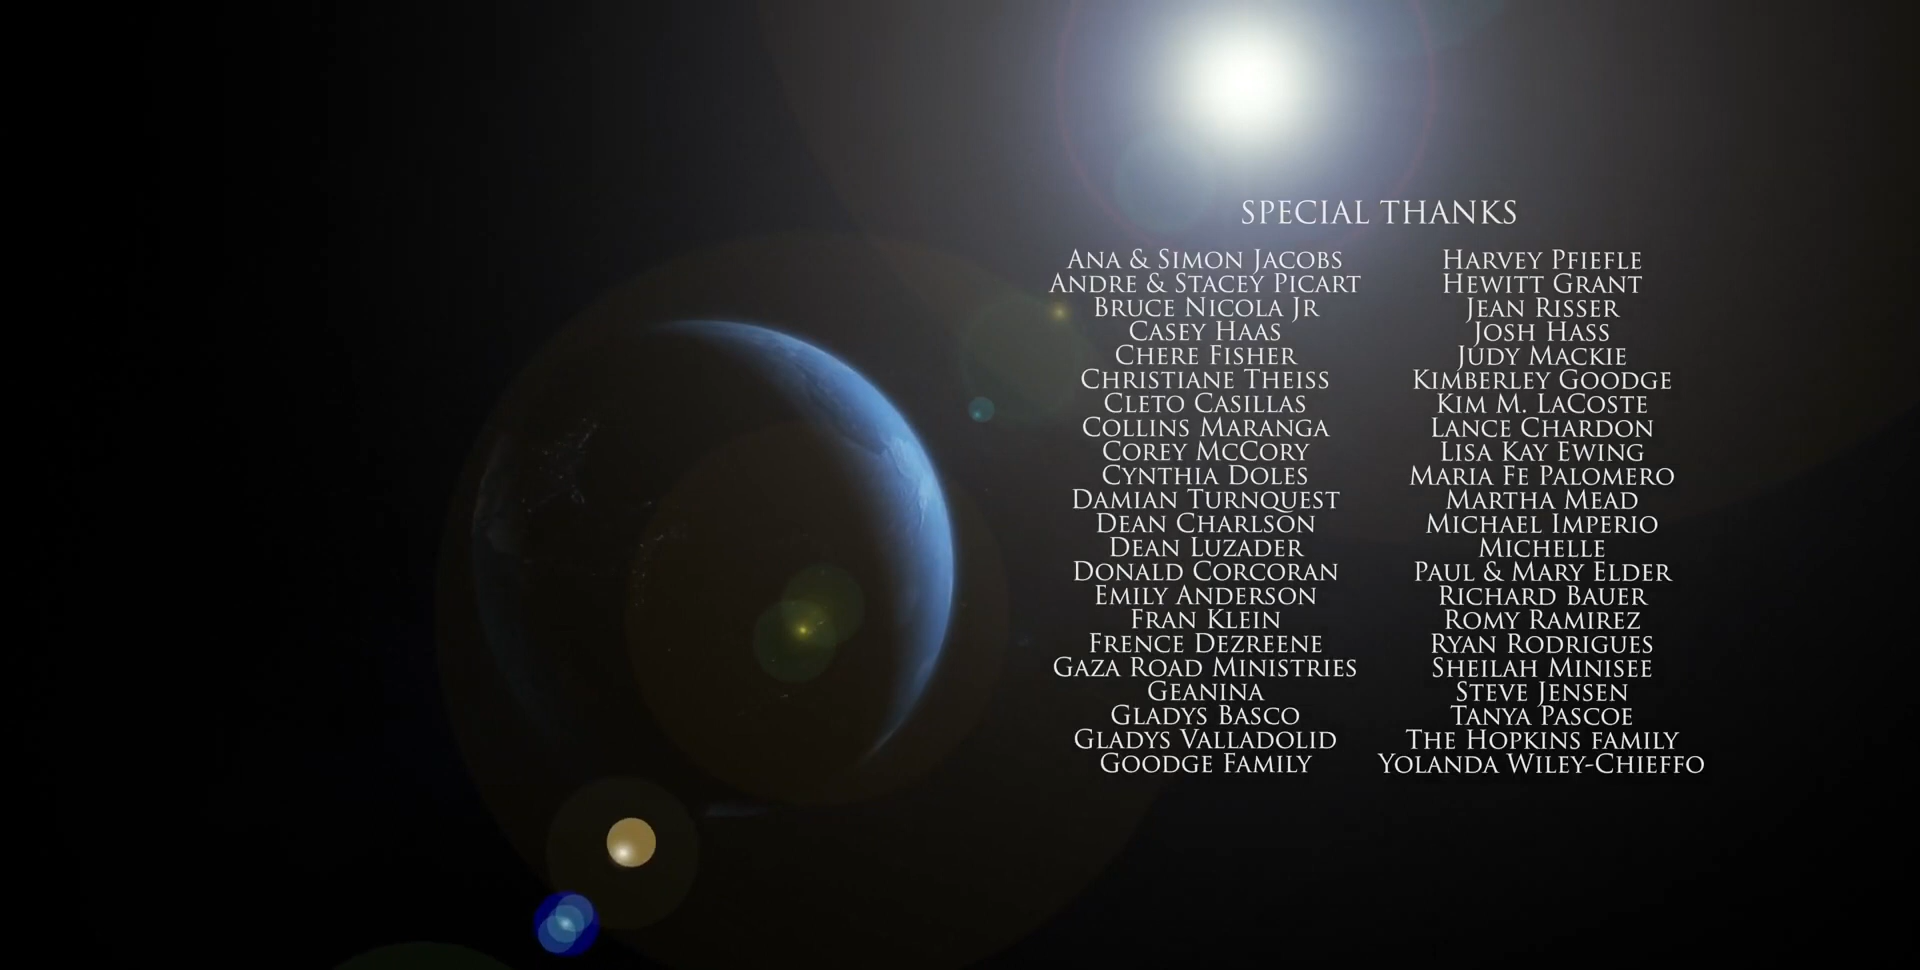 SPECIAL THANKS
ANA & SIMON JACOBS
ANDRE & STACEY PICART
BRUCE NICOLA JR
CASEY HAAS
CHERE FISHER
CHRISTIANE THEISS
CLETO CASILLAS
COLLINS MARANGA
COREY MCCORY
CYNTHIA DOLES
DAMIAN TURNQUEST
DEAN CHARLSON
DEAN LUZADER
DONALD CORCORAN
EMILY ANDERSON
FRAN KLEIN
FRENCE DEZREENE
GAZA ROAD MINISTRIES
GEANINA
GLADYS BASCO
GLADYS VALLADOLID
GOODGE FAMILY
HARVEY PFIEFLE
HEWITT GRANT
JEAN RISSER
JOSH HASS
JUDY MACKIE
KIMBERLEY GOODGE
KIM M. LACOSTE
LANCE CHARDON
LISA KAY EWING
MARIA FE PALOMERO
MARTHA MEAD
MICHAEL IMPERIO
MICHELLE
PAUL & MARY ELDER
RICHARD BAUER
ROMY RAMIREZ
RYAN RODRIGUES
SHEILAH MINISEE
STEVE JENSEN
TANYA PASCOE
THE HOPKINS FAMILY
YOLANDA WILEY-CHIEFFO